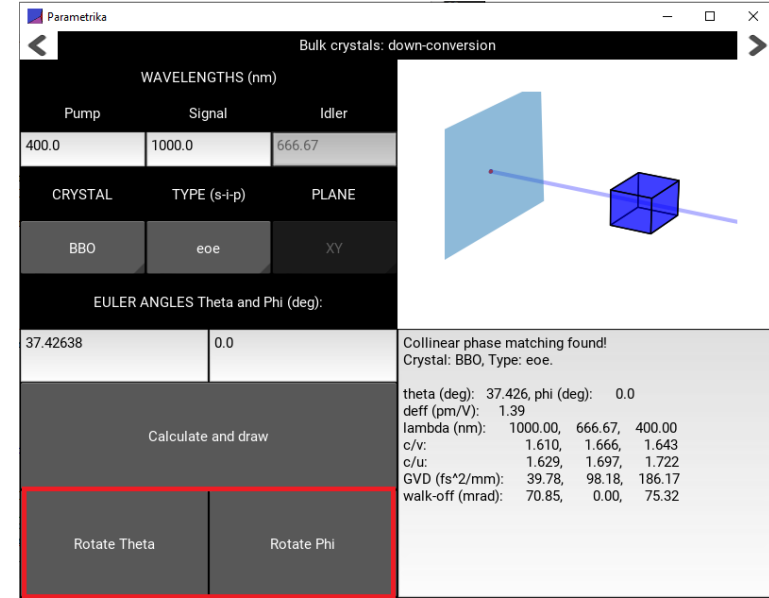 Parametrika
Bulk crystals: down-conversion
WAVELENGTHS (nm)
Pump Signal Idler
400.0 1000.0 666.67
CRYSTAL TYPE (s-i-p) PLANE
BBO eoe XY
EULER ANGLES Theta and Phi (deg):
37.42638 0.0
Calculate and draw
Rotate Theta Rotate Phi
Collinear phase matching found!
Crystal: BBO, Type: eoe.
theta (deg): 37.426, phi (deg): 0.0
deff (pm/V): 1.39
lambda (nm): 1000.00, 666.67, 400.00
c/v: 1.610, 1.666, 1.643
c/u: 1.629, 1.697, 1.722
GVD (fs^2/mm): 39.78, 98.18, 186.17
walk-off (mrad): 70.85, 0.00, 75.32